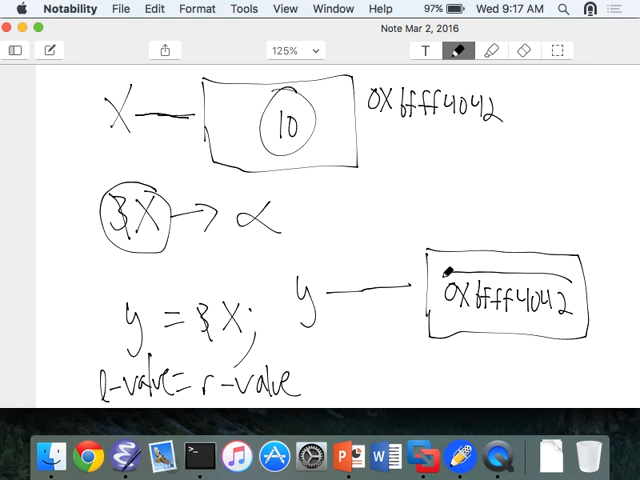 Notability File Edit Format Tools View Window Help 97% Wed 9:17 AM
Note Mar 2, 2016
125% T
X 10 0Xbfff4042
&X → α
y 0Xbfff4042
y = &X;
l-value = r-value